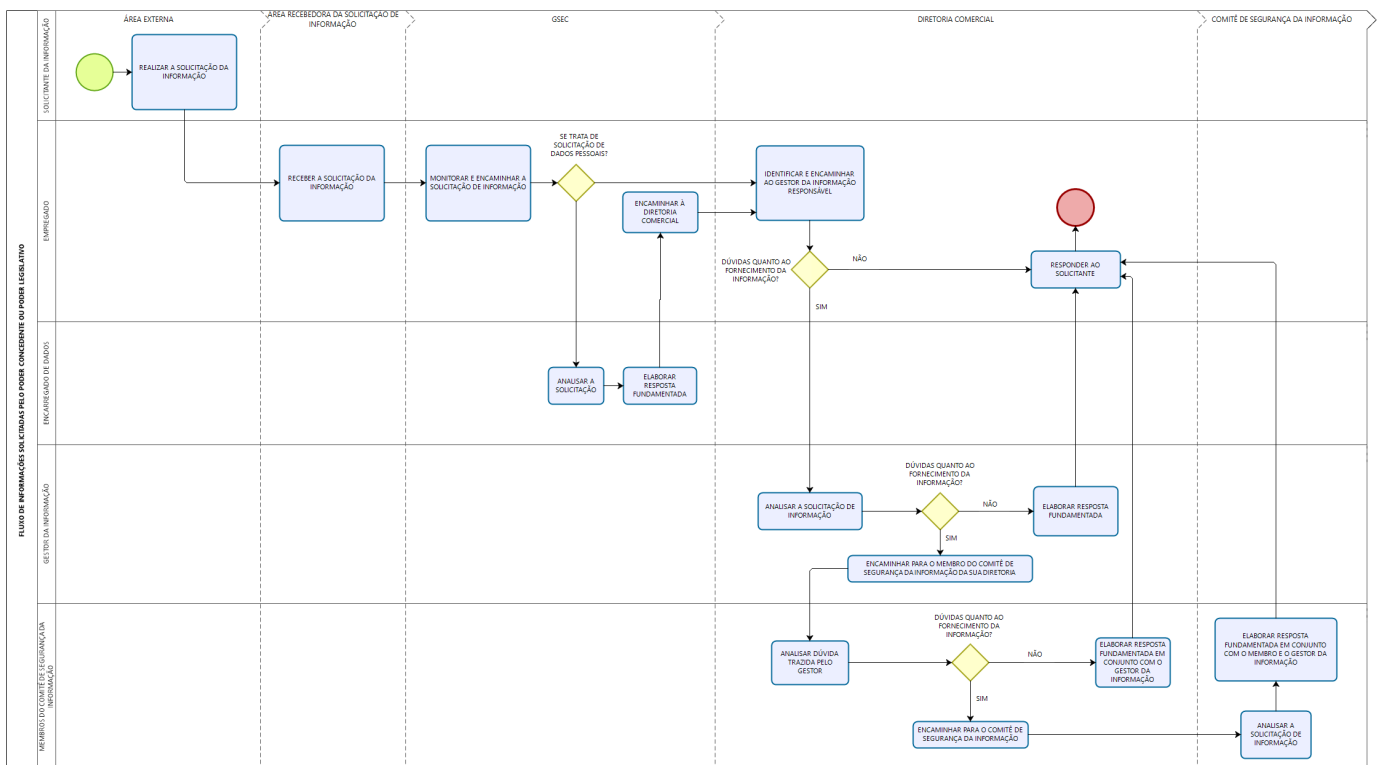 ÁREA EXTERNA
ÁREA RECEBEDORA DA SOLICITAÇÃO DE
INFORMAÇÃO
GSEC
DIRETORIA COMERCIAL
COMITÊ DE SEGURANÇA DA INFORMAÇÃO
FLUXO DE INFORMAÇÕES SOLICITADAS PELO PODER CONCEDENTE OU PODER LEGISLATIVO
SOLICITANTE DA INFORMAÇÃO
REALIZAR A SOLICITAÇÃO DA
INFORMAÇÃO
EMPREGADO
RECEBER A SOLICITAÇÃO DA
INFORMAÇÃO
MONITORAR E ENCAMINHAR A
SOLICITAÇÃO DE INFORMAÇÃO
SE TRATA DE
SOLICITAÇÃO DE
DADOS PESSOAIS?
ENCAMINHAR À
DIRETORIA
COMERCIAL
IDENTIFICAR E ENCAMINHAR
AO GESTOR DA INFORMAÇÃO
RESPONSÁVEL
DÚVIDAS QUANTO AO
FORNECIMENTO DA
INFORMAÇÃO?
NÃO
SIM
RESPONDER AO
SOLICITANTE
ENCARREGADO DE DADOS
ANALISAR A
SOLICITAÇÃO
ELABORAR
RESPOSTA
FUNDAMENTADA
GESTOR DA INFORMAÇÃO
ANALISAR A SOLICITAÇÃO DE
INFORMAÇÃO
DÚVIDAS QUANTO AO
FORNECIMENTO DA
INFORMAÇÃO?
NÃO
SIM
ELABORAR RESPOSTA
FUNDAMENTADA
ENCAMINHAR PARA O MEMBRO DO COMITÊ DE
SEGURANÇA DA INFORMAÇÃO DA SUA DIRETORIA
MEMBROS DO COMITÊ DE SEGURANÇA DA
INFORMAÇÃO
ANALISAR DÚVIDA
TRAZIDA PELO
GESTOR
DÚVIDAS QUANTO AO
FORNECIMENTO DA
INFORMAÇÃO?
NÃO
SIM
ELABORAR RESPOSTA
FUNDAMENTADA EM
CONJUNTO COM O
GESTOR DA
INFORMAÇÃO
ENCAMINHAR PARA O COMITÊ DE
SEGURANÇA DA INFORMAÇÃO
ELABORAR RESPOSTA
FUNDAMENTADA EM CONJUNTO
COM O MEMBRO E O GESTOR DA
INFORMAÇÃO
ANALISAR A
SOLICITAÇÃO DE
INFORMAÇÃO